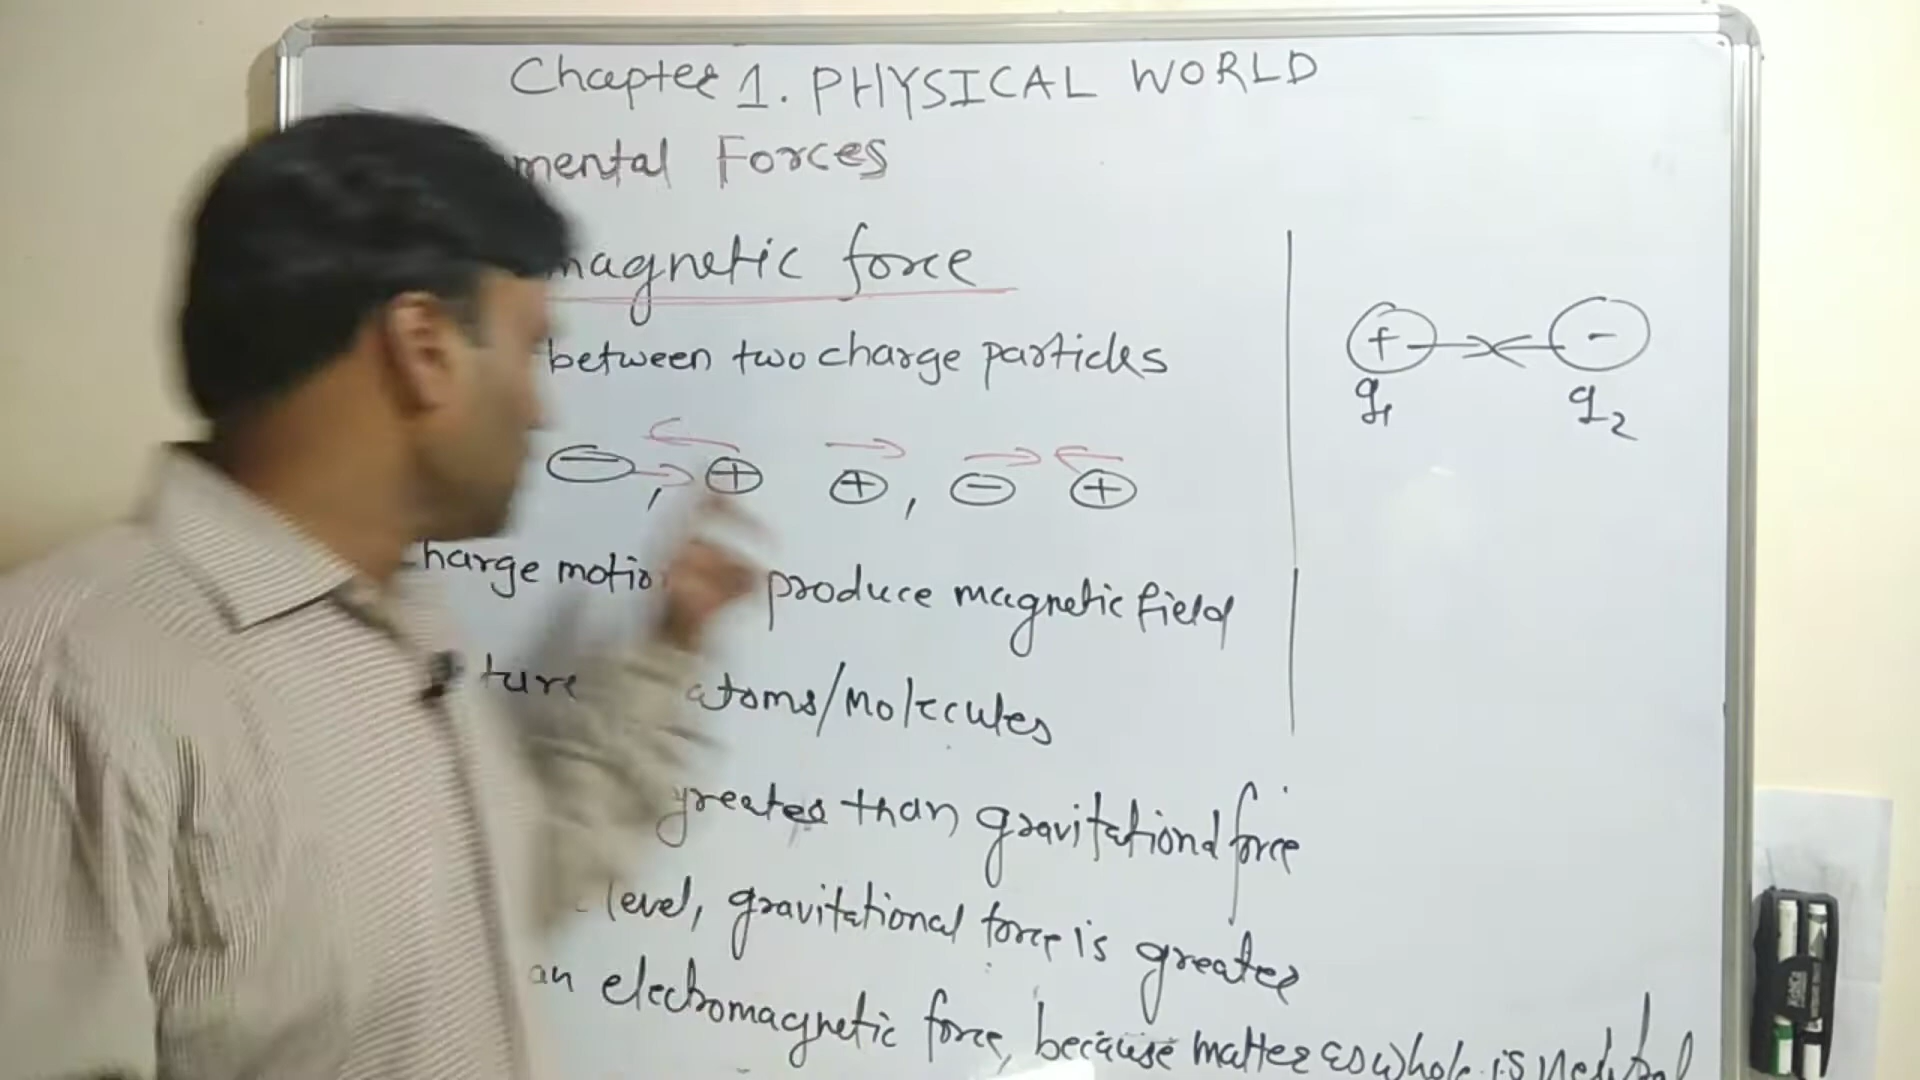 Chapter 1. PHYSICAL WORLD
mental Forces
magnetic force
between two charge particles
− , + + , − +
harge motio produce magnetic field
ture atoms/molecules
greater than gravitational force
level, gravitational force is greater
an electromagnetic force, because matter as whole is neutral
+ −
q1 q2